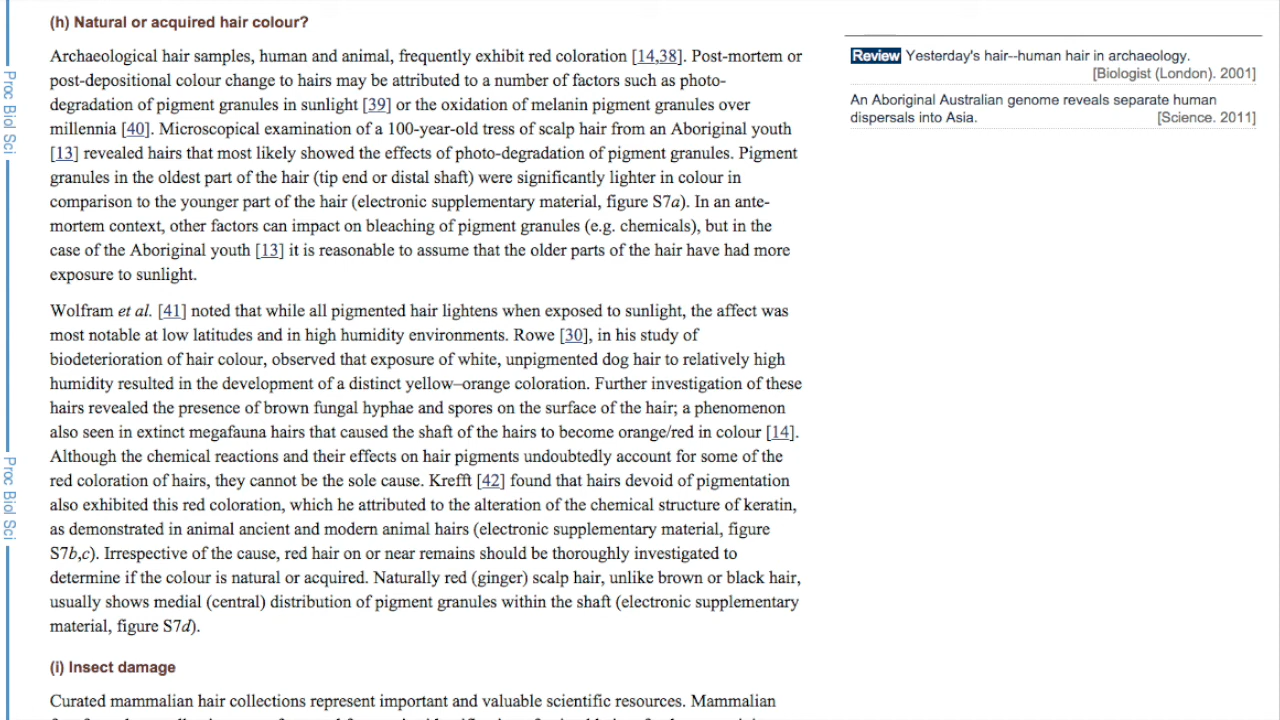 (h) Natural or acquired hair colour?
Archaeological hair samples, human and animal, frequently exhibit red coloration [14,38]. Post-mortem or
post-depositional colour change to hairs may be attributed to a number of factors such as photo-
degradation of pigment granules in sunlight [39] or the oxidation of melanin pigment granules over
millennia [40]. Microscopical examination of a 100-year-old tress of scalp hair from an Aboriginal youth
[13] revealed hairs that most likely showed the effects of photo-degradation of pigment granules. Pigment
granules in the oldest part of the hair (tip end or distal shaft) were significantly lighter in colour in
comparison to the younger part of the hair (electronic supplementary material, figure S7a). In an ante-
mortem context, other factors can impact on bleaching of pigment granules (e.g. chemicals), but in the
case of the Aboriginal youth [13] it is reasonable to assume that the older parts of the hair have had more
exposure to sunlight.
Wolfram et al. [41] noted that while all pigmented hair lightens when exposed to sunlight, the affect was
most notable at low latitudes and in high humidity environments. Rowe [30], in his study of
biodeterioration of hair colour, observed that exposure of white, unpigmented dog hair to relatively high
humidity resulted in the development of a distinct yellow–orange coloration. Further investigation of these
hairs revealed the presence of brown fungal hyphae and spores on the surface of the hair; a phenomenon
also seen in extinct megafauna hairs that caused the shaft of the hairs to become orange/red in colour [14].
Although the chemical reactions and their effects on hair pigments undoubtedly account for some of the
red coloration of hairs, they cannot be the sole cause. Krefft [42] found that hairs devoid of pigmentation
also exhibited this red coloration, which he attributed to the alteration of the chemical structure of keratin,
as demonstrated in animal ancient and modern animal hairs (electronic supplementary material, figure
S7b,c). Irrespective of the cause, red hair on or near remains should be thoroughly investigated to
determine if the colour is natural or acquired. Naturally red (ginger) scalp hair, unlike brown or black hair,
usually shows medial (central) distribution of pigment granules within the shaft (electronic supplementary
material, figure S7d).
(i) Insect damage
Curated mammalian hair collections represent important and valuable scientific resources. Mammalian
Review Yesterday's hair--human hair in archaeology.
[Biologist (London). 2001]
An Aboriginal Australian genome reveals separate human
dispersals into Asia. [Science. 2011]
Proc Biol Sci
Proc Biol Sci